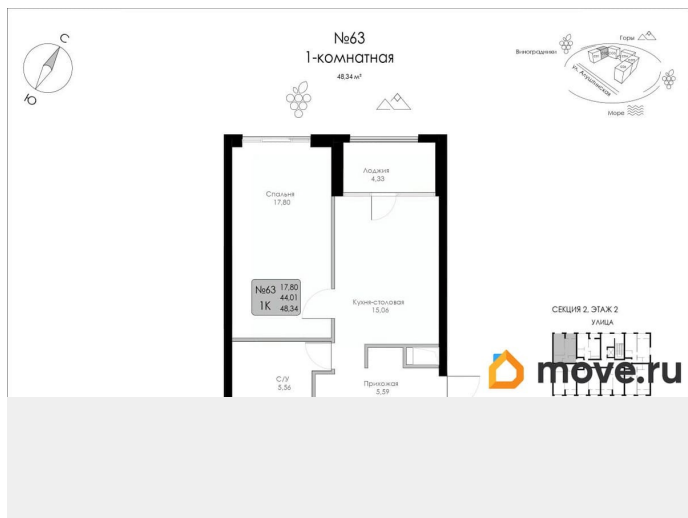 С
Ю
№63
1-комнатная
48,34 м²
Горы
Виноградники
ул. Алуштинская
Море
Лоджия
4,33
Спальня
17,80
№63 17,80
44,01
1К 48,34
Кухня-столовая
15,06
СЕКЦИЯ 2, ЭТАЖ 2
УЛИЦА
С/У
5,56
Прихожая
5,59
move.ru